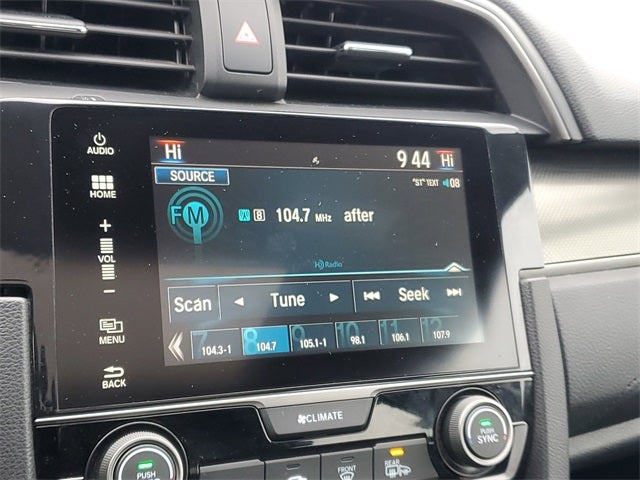 AUDIO
HOME
+
VOL
−
MENU
BACK
Hi 9 44 Hi
SOURCE "ST" TEXT 08
FM 8 104.7 MHz after
HD Radio
Scan ◄ Tune ► Seek
7 8 9 10 11 12
104.3-1 104.7 105.1-1 98.1 106.1 107.9
CLIMATE
PUSH
PUSH SYNC
FRONT
REAR